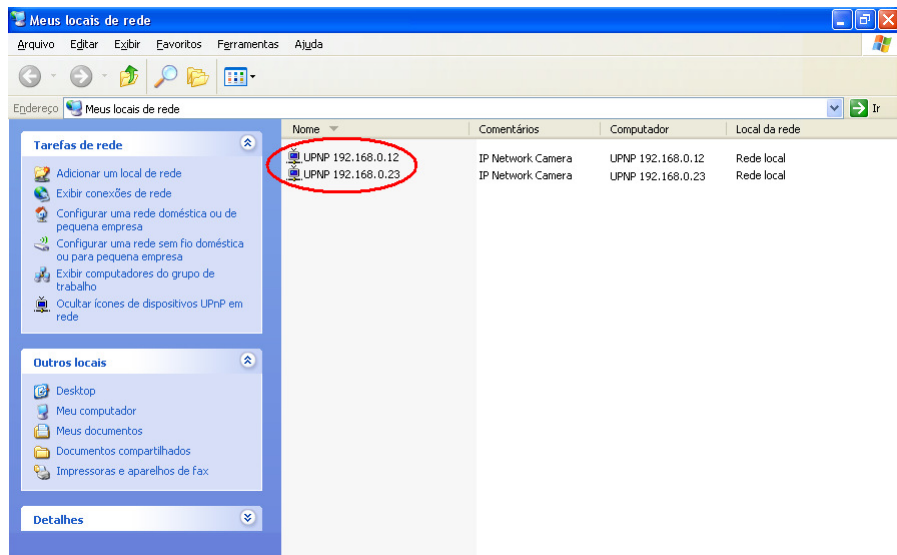 Meus locais de rede
Arquivo Editar Exibir Favoritos Ferramentas Ajuda
Endereço Meus locais de rede Ir
Nome Comentários Computador Local da rede
UPNP 192.168.0.12 IP Network Camera UPNP 192.168.0.12 Rede local
UPNP 192.168.0.23 IP Network Camera UPNP 192.168.0.23 Rede local
Tarefas de rede
Adicionar um local de rede
Exibir conexões de rede
Configurar uma rede doméstica ou de
pequena empresa
Configurar uma rede sem fio doméstica
ou para pequena empresa
Exibir computadores do grupo de
trabalho
Ocultar ícones de dispositivos UPnP em
rede
Outros locais
Desktop
Meu computador
Meus documentos
Documentos compartilhados
Impressoras e aparelhos de fax
Detalhes